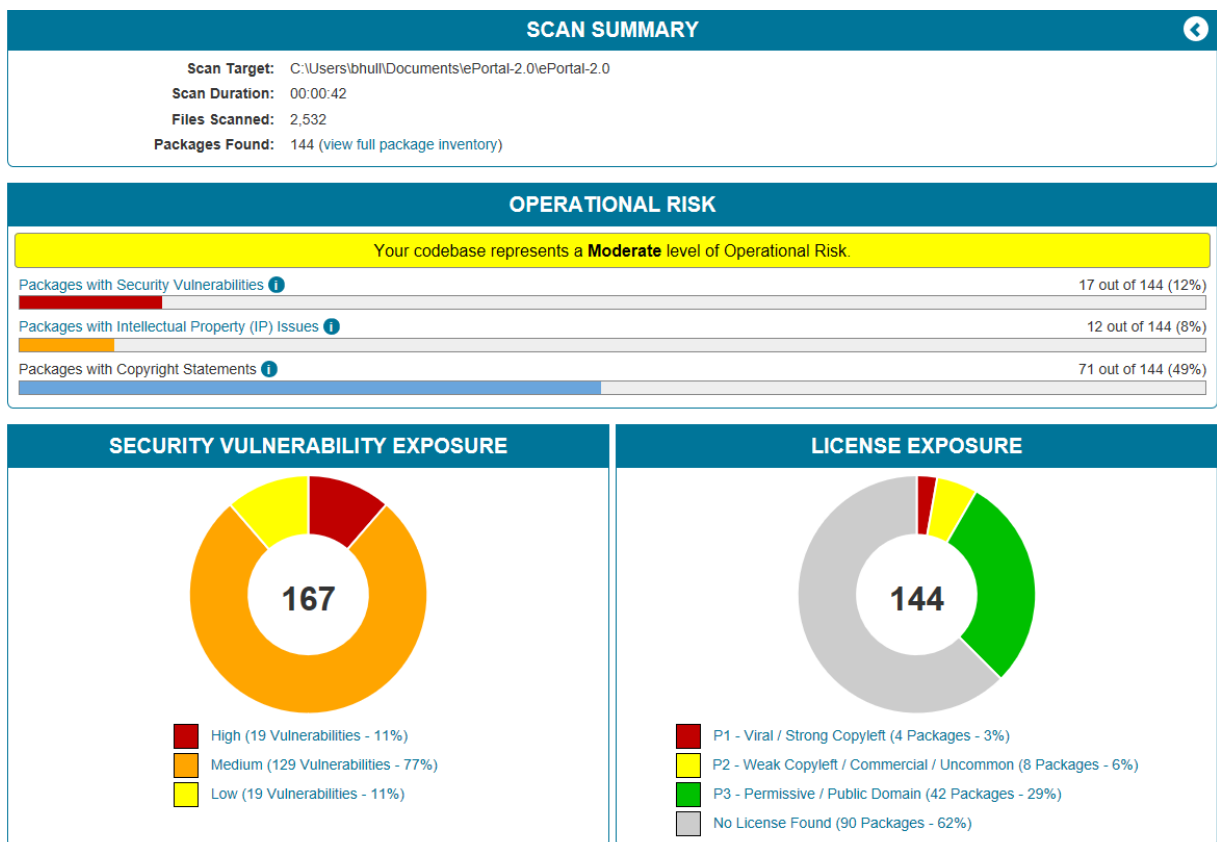 SCAN SUMMARY
Scan Target: C:\Users\bhull\Documents\ePortal-2.0\ePortal-2.0
Scan Duration: 00:00:42
Files Scanned: 2,532
Packages Found: 144 (view full package inventory)
OPERATIONAL RISK
Your codebase represents a Moderate level of Operational Risk.
Packages with Security Vulnerabilities i 17 out of 144 (12%)
Packages with Intellectual Property (IP) Issues i 12 out of 144 (8%)
Packages with Copyright Statements i 71 out of 144 (49%)
SECURITY VULNERABILITY EXPOSURE
167
High (19 Vulnerabilities - 11%)
Medium (129 Vulnerabilities - 77%)
Low (19 Vulnerabilities - 11%)
LICENSE EXPOSURE
144
P1 - Viral / Strong Copyleft (4 Packages - 3%)
P2 - Weak Copyleft / Commercial / Uncommon (8 Packages - 6%)
P3 - Permissive / Public Domain (42 Packages - 29%)
No License Found (90 Packages - 62%)